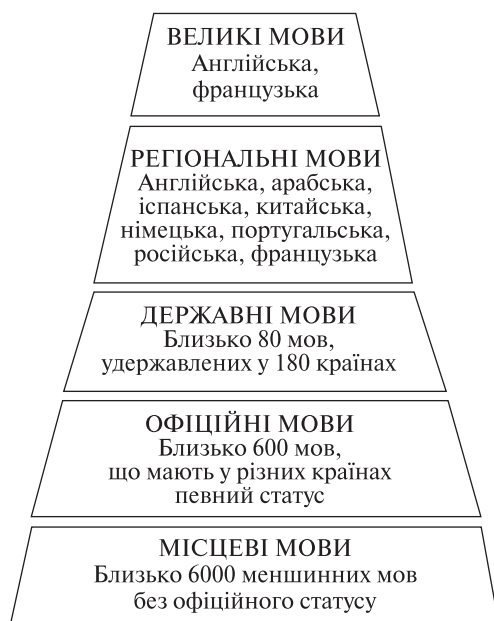 ВЕЛИКІ МОВИ
Англійська,
французька
РЕГІОНАЛЬНІ МОВИ
Англійська, арабська,
іспанська, китайська,
німецька, португальська,
російська, французька
ДЕРЖАВНІ МОВИ
Близько 80 мов,
удержавлених у 180 країнах
ОФІЦІЙНІ МОВИ
Близько 600 мов,
що мають у різних країнах
певний статус
МІСЦЕВІ МОВИ
Близько 6000 меншинних мов
без офіційного статусу